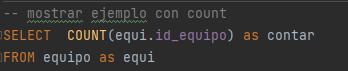 -- mostrar ejemplo con count
SELECT  COUNT(equi.id_equipo) as contar
FROM equipo as equi